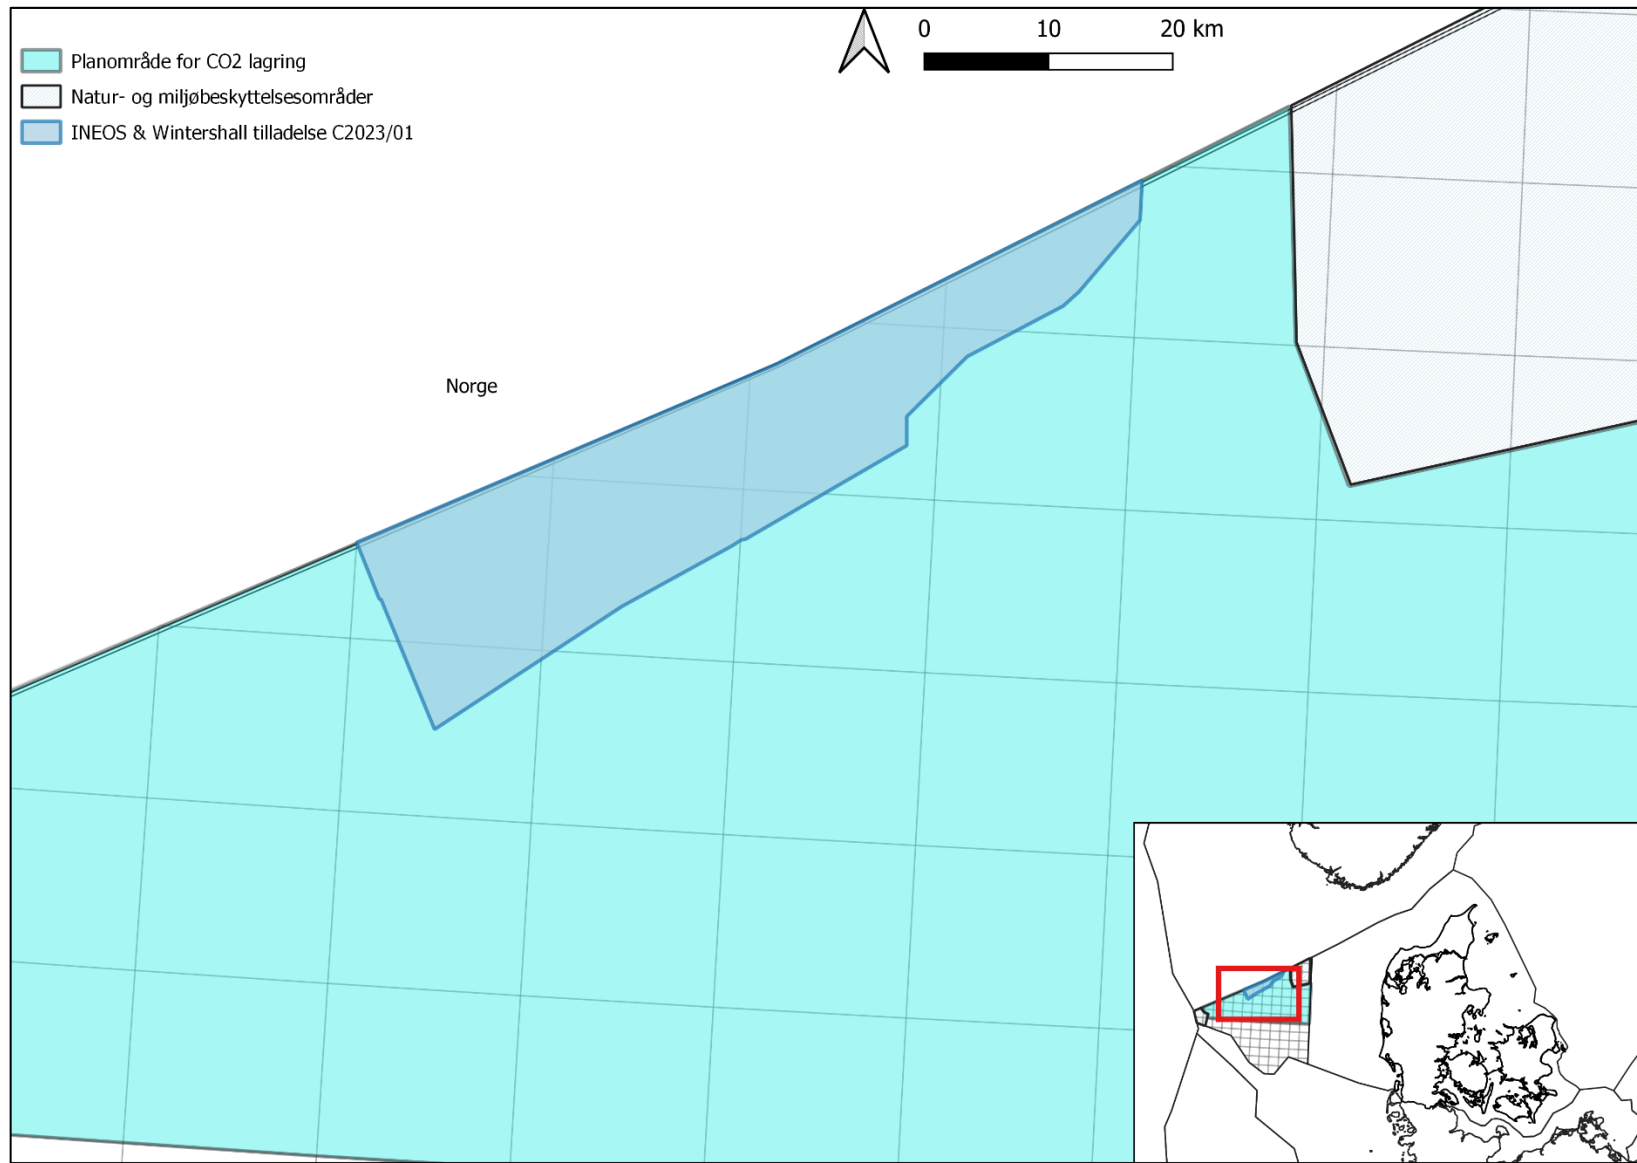 0 10 20 km
Planområde for CO2 lagring
Natur- og miljøbeskyttelsesområder
INEOS & Wintershall tilladelse C2023/01
Norge